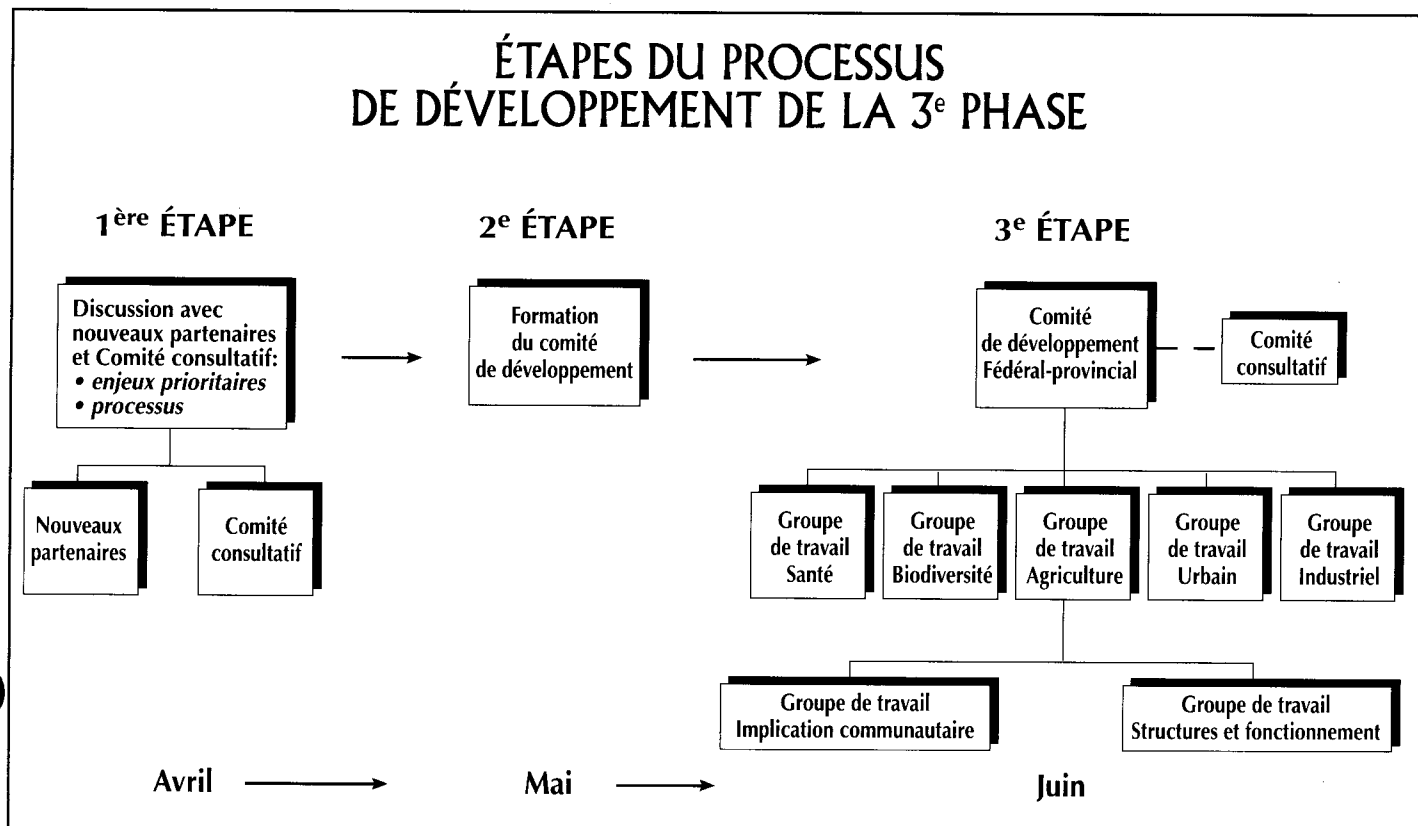 ÉTAPES DU PROCESSUS
DE DÉVELOPPEMENT DE LA 3e PHASE
1ère ÉTAPE
Discussion avec
nouveaux partenaires
et Comité consultatif:
• enjeux prioritaires
• processus
Nouveaux
partenaires
Comité
consultatif
2e ÉTAPE
Formation
du comité
de développement
3e ÉTAPE
Comité
de développement
Fédéral-provincial
Comité
consultatif
Groupe
de travail
Santé
Groupe
de travail
Biodiversité
Groupe
de travail
Agriculture
Groupe
de travail
Urbain
Groupe
de travail
Industriel
Groupe de travail
Implication communautaire
Groupe de travail
Structures et fonctionnement
Avril
Mai
Juin